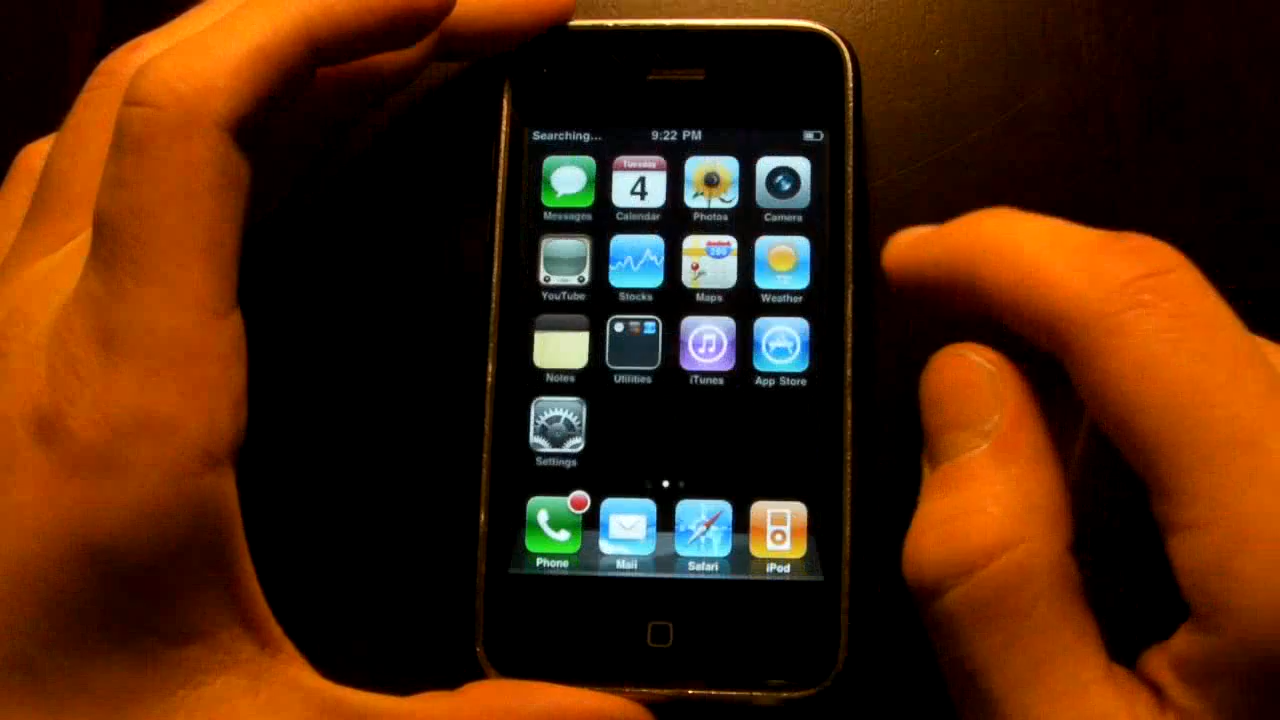 Searching... 9:22 PM
Tuesday
4
280
Messages Calendar Photos Camera
YouTube Stocks Maps Weather
Notes Utilities iTunes App Store
Settings
Phone Mail Safari iPod